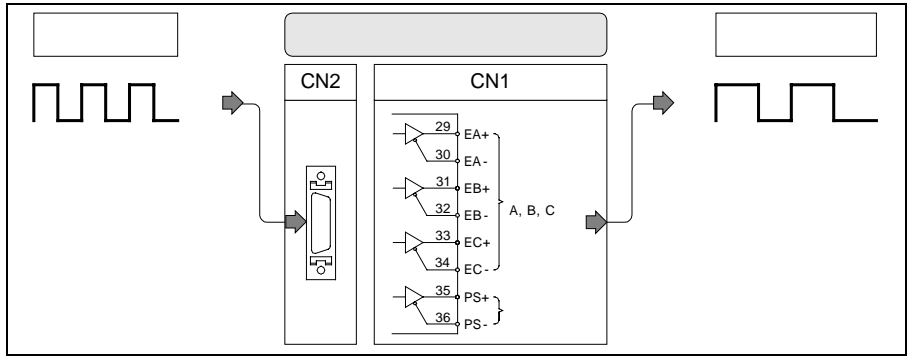 CN2
CN1
29 EA+
30 EA-
31 EB+
32 EB-
A, B, C
33 EC+
34 EC-
35 PS+
36 PS-